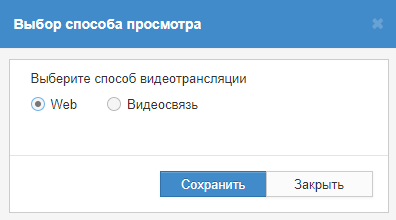 Выбор способа просмотра
Выберите способ видеотрансляции
Web Видеосвязь
Сохранить Закрыть